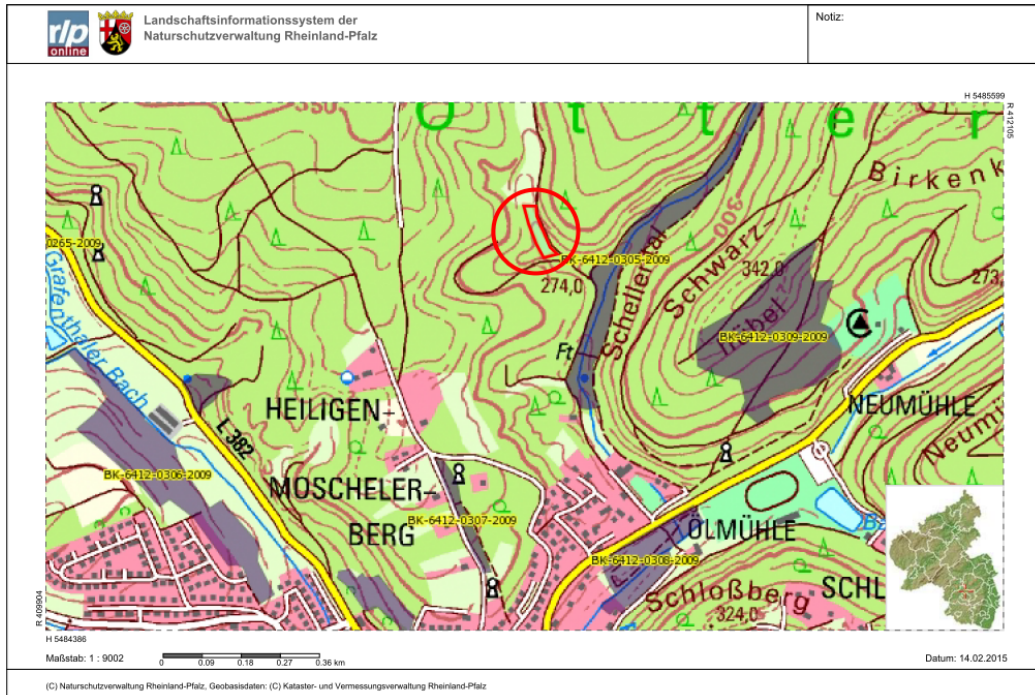 rlp
online
Landschaftsinformationssystem der
Naturschutzverwaltung Rheinland-Pfalz
Notiz:
H 5485599
R 412105
O t t e r
Birkenk
0265-2009
BK-6412-0305-2009
274,0
342.0
300
273,
Schellental
Schwarz-
hübel
BK-6412-0309-2009
Ft.
Grafenthaler Bach
L 382
HEILIGEN-
MOSCHELER-
BERG
NEUMÜHLE
Neumü
BK-6412-0306-2009
BK-6412-0307-2009
BK-6412-0308-2009
ÖLMÜHLE
Schloßberg
324,0
SCHL
R 409904
H 5484386
Maßstab: 1 : 9002
0 0.09 0.18 0.27 0.36 km
Datum: 14.02.2015
(C) Naturschutzverwaltung Rheinland-Pfalz, Geobasisdaten: (C) Kataster- und Vermessungsverwaltung Rheinland-Pfalz